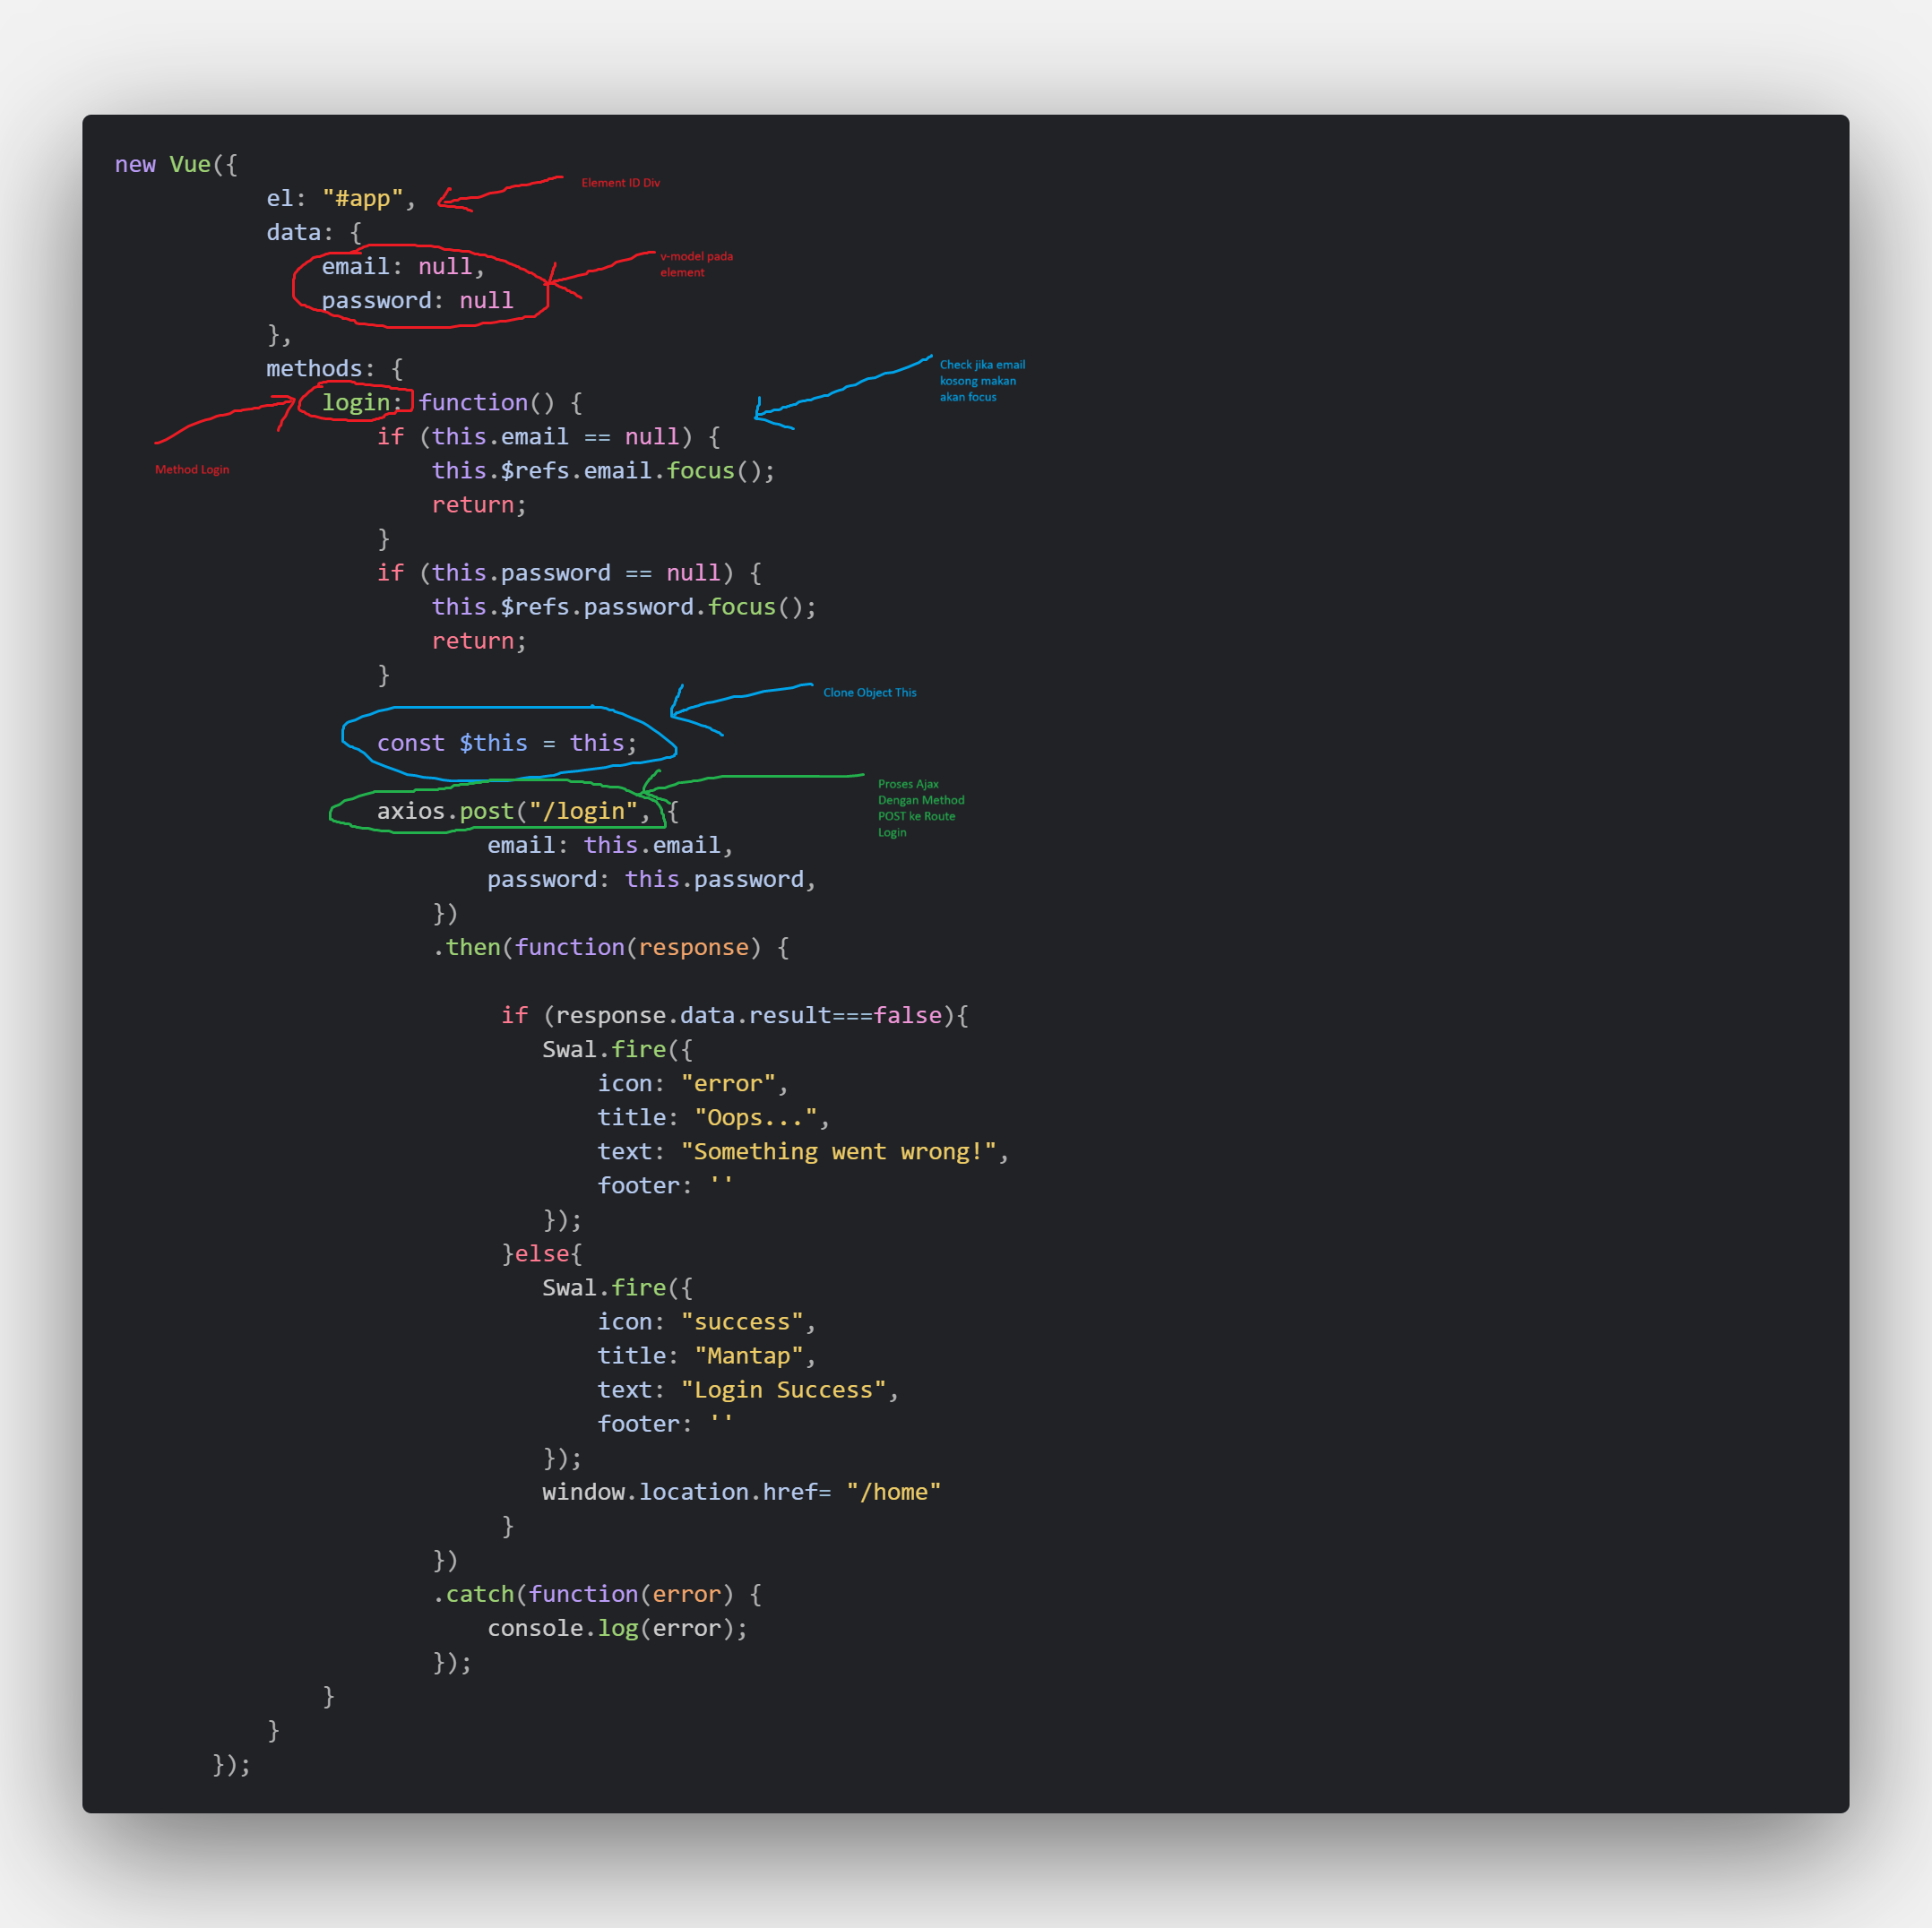 new Vue({
el: "#app",
Element ID Div
data: {
email: null,
password: null
v-model pada
element
},
methods: {
login: function() {
Method Login
Check jika email
kosong makan
akan focus
if (this.email == null) {
this.$refs.email.focus();
return;
}
if (this.password == null) {
this.$refs.password.focus();
return;
}
Clone Object This
const $this = this;
Proses Ajax
Dengan Method
POST ke Route
Login
axios.post("/login", {
email: this.email,
password: this.password,
})
.then(function(response) {
if (response.data.result===false){
Swal.fire({
icon: "error",
title: "Oops...",
text: "Something went wrong!",
footer: ''
});
}else{
Swal.fire({
icon: "success",
title: "Mantap",
text: "Login Success",
footer: ''
});
window.location.href= "/home"
}
})
.catch(function(error) {
console.log(error);
});
}
}
});